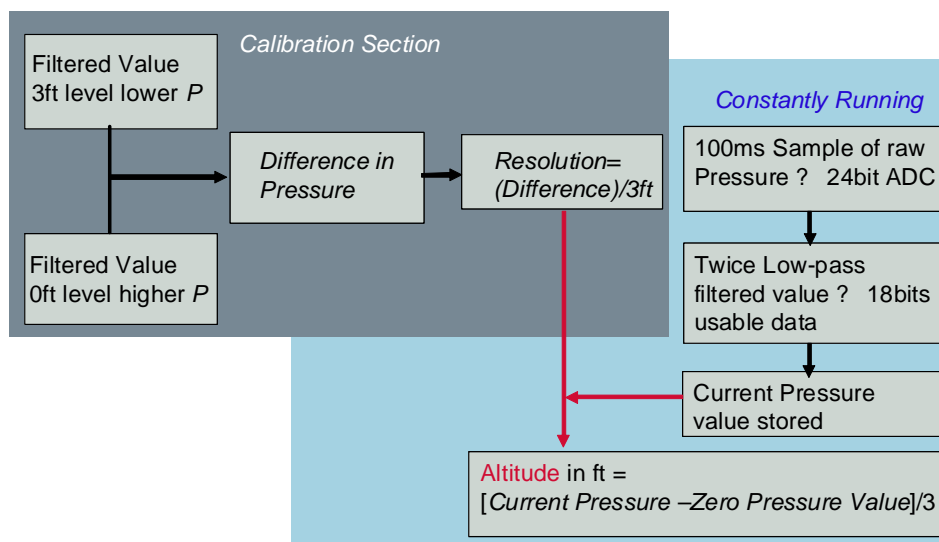 Calibration Section
Filtered Value
3ft level lower P
Difference in
Pressure
Resolution=
(Difference)/3ft
Filtered Value
0ft level higher P
Constantly Running
100ms Sample of raw
Pressure ? 24bit ADC
Twice Low-pass
filtered value ? 18bits
usable data
Current Pressure
value stored
Altitude in ft =
[Current Pressure –Zero Pressure Value]/3